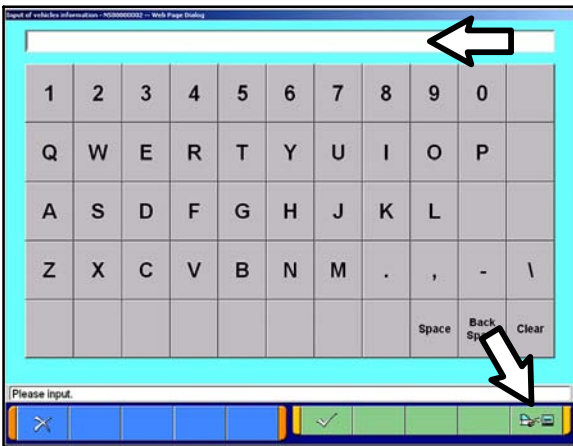 Input of vehicles information - NS00000002 -- Web Page Dialog
1 2 3 4 5 6 7 8 9 0
Q W E R T Y U I O P
A S D F G H J K L
Z X C V B N M . , - \
Space Back Clear
Please input.